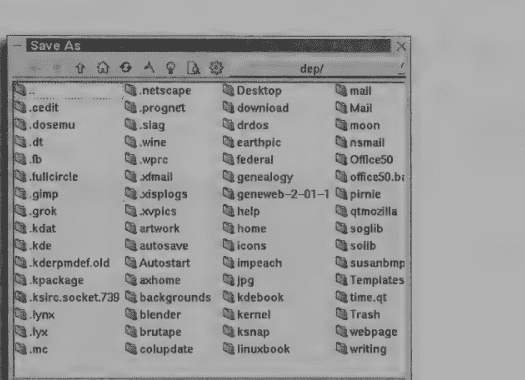 Save As
dep/
.. .netscape Desktop mail
.cedit .prognet download Mail
.dosemu .slag drdos moon
.dt .wine earthpic nsmail
.fb .wprc federal Office50
.fullcircle .xfmail genealogy office50.ba
.gimp .xisplogs geneweb-2-01-1 pirnie
.grok .xvpics help qtmozilla
.kdat artwork home soglib
.kde autosave icons solib
.kderpmdef.old Autostart impeach susanbmp
.kpackage axhome jpg Templates
.ksirc.socket.739 backgrounds kdebook time.qt
.lynx blender kernel Trash
.lyx brutape ksnap webpage
.mc colupdate linuxbook writing